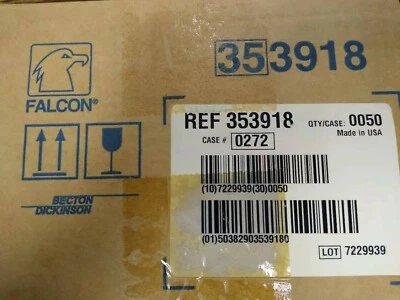 353918
FALCON®
REF 353918
QTY/CASE: 0050
Made in USA
CASE # 0272
(10)7229939(30)0050
BECTON
DICKINSON
(01)50382903539180
LOT 7229939